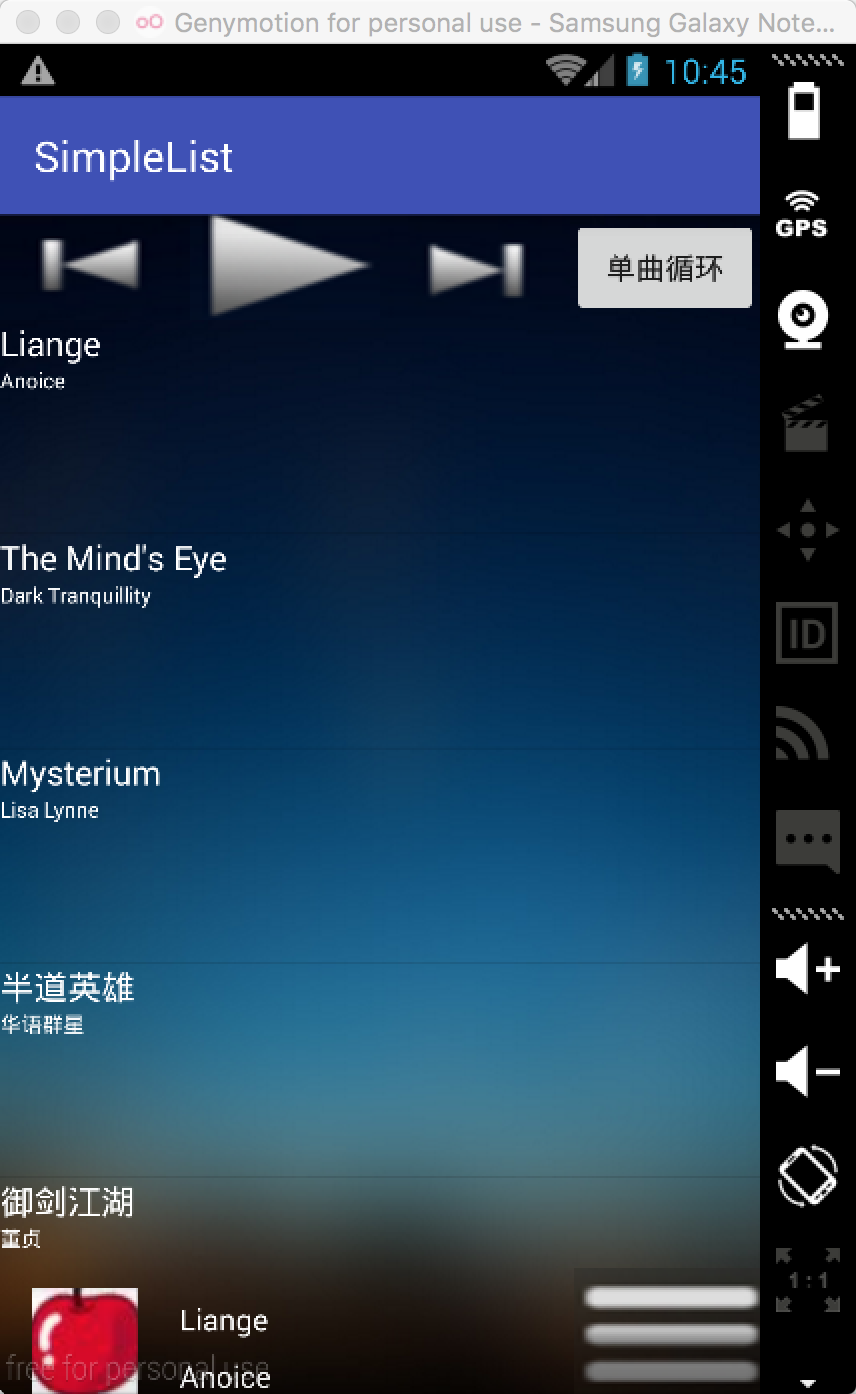 Genymotion for personal use - Samsung Galaxy Note...
10:45
SimpleList
GPS
单曲循环
Liange
Anoice
The Mind's Eye
Dark Tranquillity
ID
Mysterium
Lisa Lynne
半道英雄
华语群星
御剑江湖
董贞
1 : 1
Liange
free for personal use
Anoice